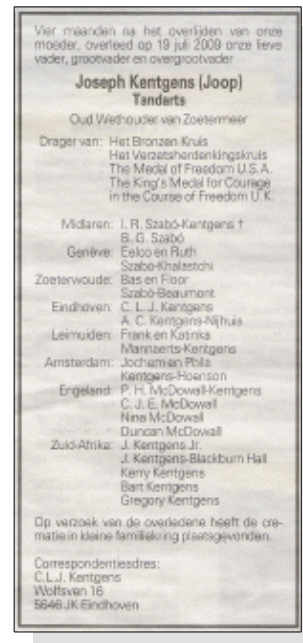 Vier maanden na het overlijden van onze
moeder, overleed op 19 juli 2009 onze lieve
vader, grootvader en overgrootvader
Joseph Kentgens (Joop)
Tandarts
Oud Wethouder van Zoetermeer
Drager van: Het Bronzen Kruis
Het Verzetsherdenkingskruis
The Medal of Freedom U.S.A.
The King's Medal for Courage
in the Course of Freedom U.K.
Midlaren: I. R. Szabó-Kentgens †
B. G. Szabó
Genève: Eelco en Ruth
Szabó-Khalastchi
Zoeterwoude: Bas en Floor
Szabó-Beaumont
Eindhoven: C. L. J. Kentgens
A. C. Kentgens-Nijhuis
Leimuiden: Frank en Katinka
Mannaerts-Kentgens
Amsterdam: Jochem en Phila
Kentgens-Hoenson
Engeland: P. H. McDowall-Kentgens
C. J. E. McDowall
Nina McDowall
Duncan McDowall
Zuid-Afrika: J. Kentgens Jr.
J. Kentgens-Blackburn Hall
Kerry Kentgens
Bart Kentgens
Gregory Kentgens
Op verzoek van de overledene heeft de cre-
matie in kleine familiekring plaatsgevonden.
Correspondentieadres:
C.L.J. Kentgens
Wolfsven 16
5646 JK Eindhoven